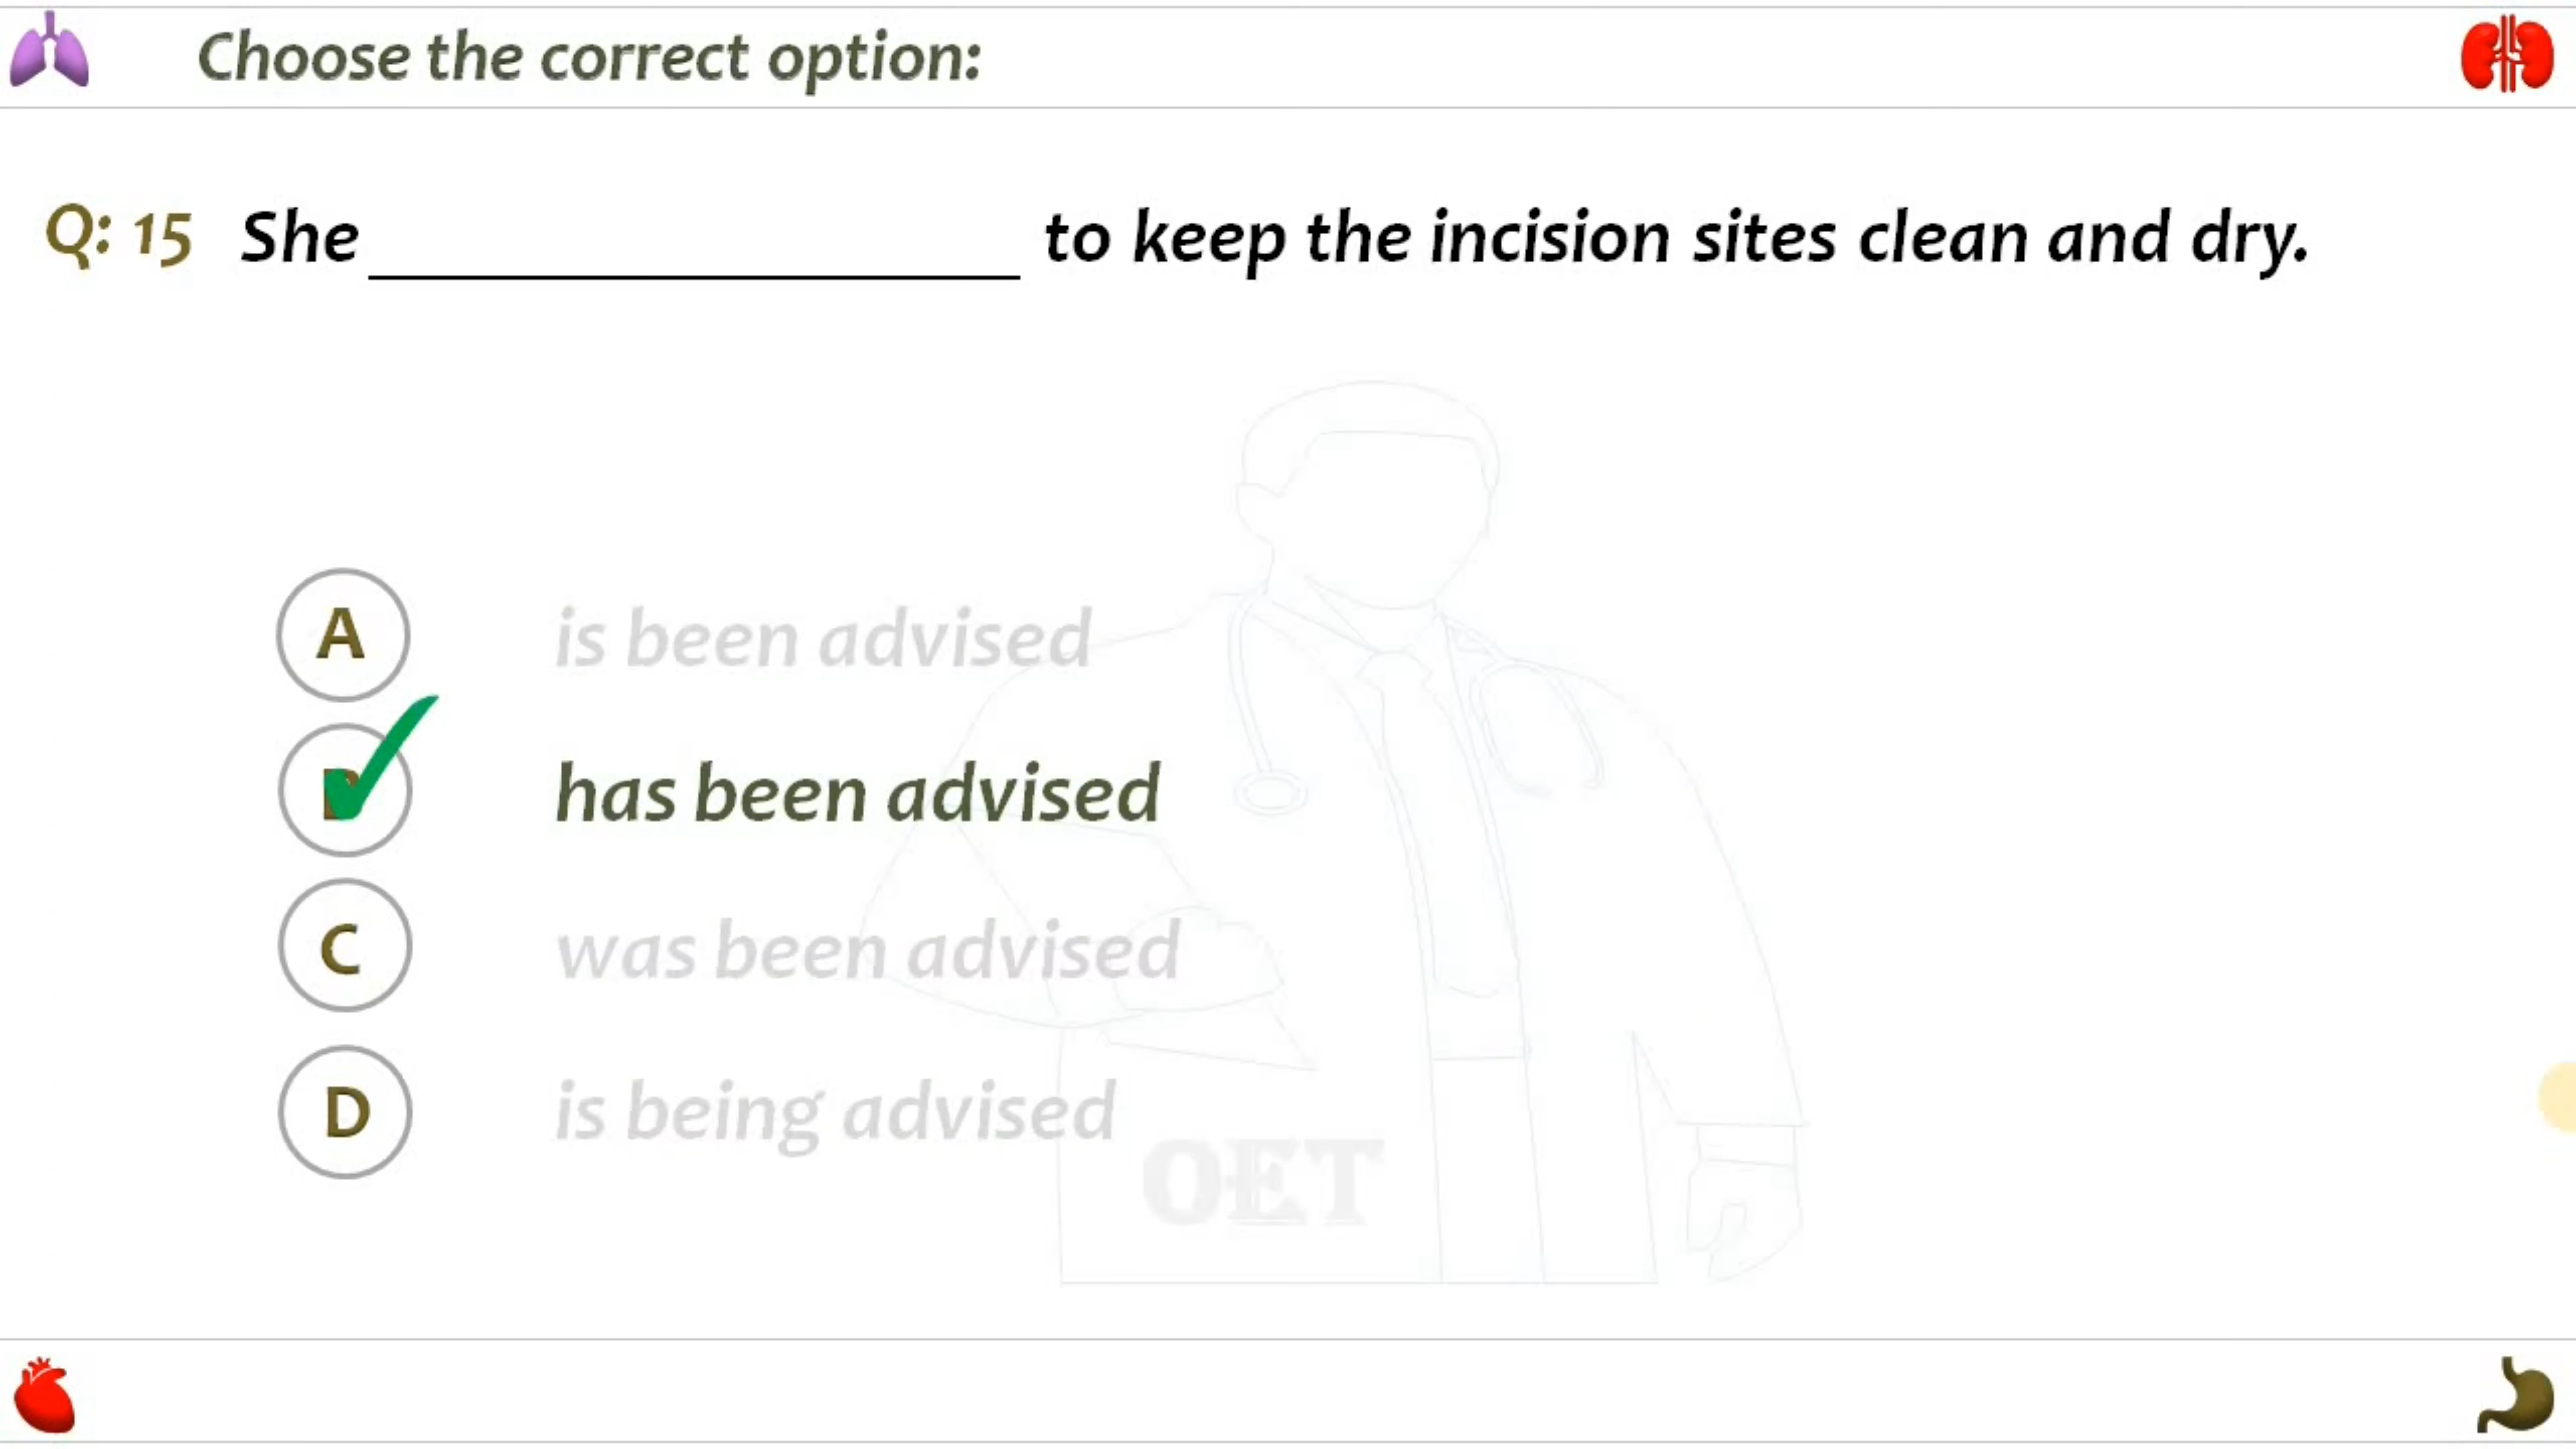 Choose the correct option:
Q: 15 She ______________ to keep the incision sites clean and dry.
A is been advised
B has been advised
C was been advised
D is being advised
OET